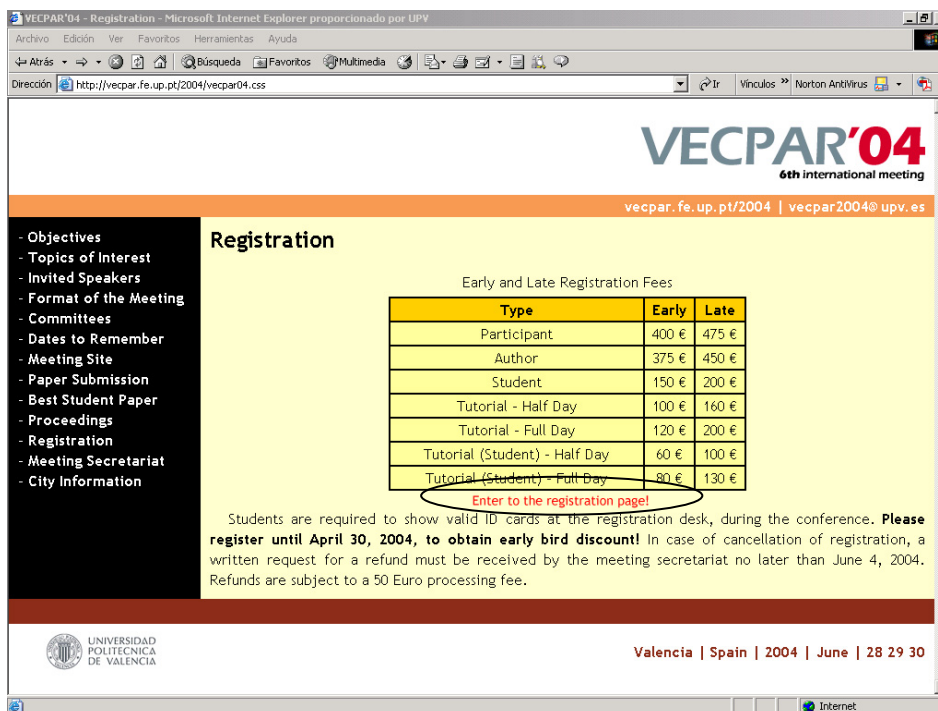 VECPAR'04 - Registration - Microsoft Internet Explorer proporcionado por UPV
Archivo Edición Ver Favoritos Herramientas Ayuda
Atrás Búsqueda Favoritos Multimedia
Dirección http://vecpar.fe.up.pt/2004/vecpar04.css Ir Vínculos » Norton AntiVirus
VECPAR'04
6th international meeting
vecpar.fe.up.pt/2004 | vecpar2004@upv.es
- Objectives
- Topics of Interest
- Invited Speakers
- Format of the Meeting
- Committees
- Dates to Remember
- Meeting Site
- Paper Submission
- Best Student Paper
- Proceedings
- Registration
- Meeting Secretariat
- City Information
Registration
Early and Late Registration Fees
Type Early Late
Participant 400 € 475 €
Author 375 € 450 €
Student 150 € 200 €
Tutorial - Half Day 100 € 160 €
Tutorial - Full Day 120 € 200 €
Tutorial (Student) - Half Day 60 € 100 €
Tutorial (Student) - Full Day 80 € 130 €
Enter to the registration page!
Students are required to show valid ID cards at the registration desk, during the conference. Please
register until April 30, 2004, to obtain early bird discount! In case of cancellation of registration, a
written request for a refund must be received by the meeting secretariat no later than June 4, 2004.
Refunds are subject to a 50 Euro processing fee.
UNIVERSIDAD
POLITECNICA
DE VALENCIA
Valencia | Spain | 2004 | June | 28 29 30
Internet